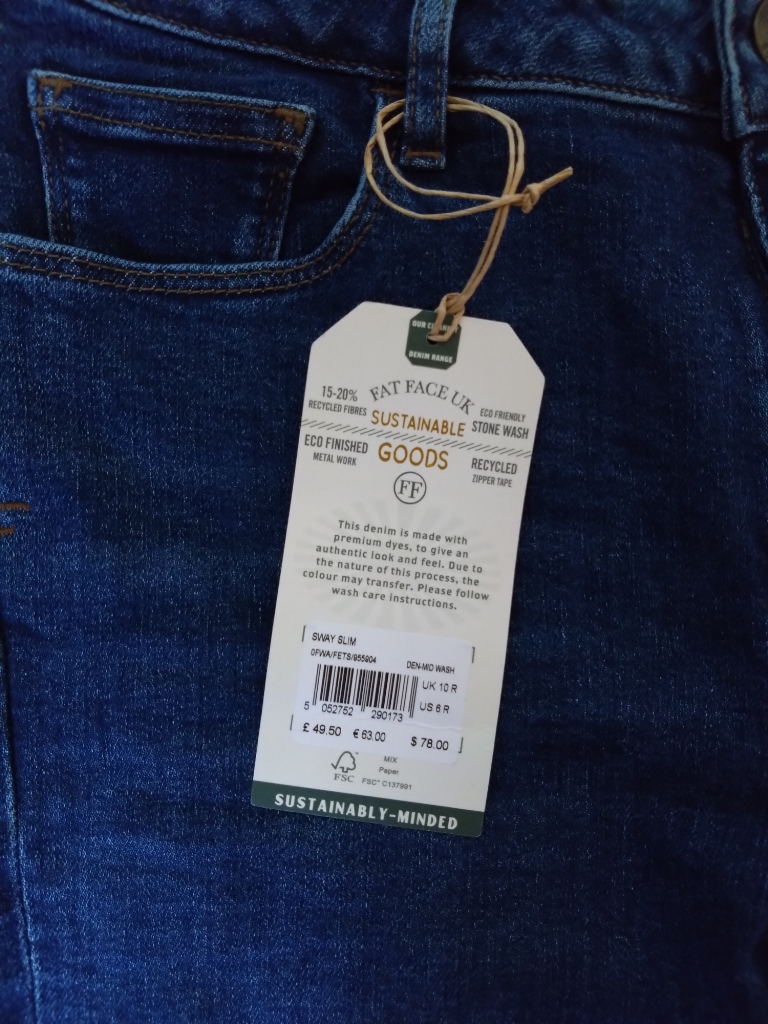 DENIM RANGE
FAT FACE UK
15-20%
RECYCLED FIBRES
SUSTAINABLE
ECO FRIENDLY
STONE WASH
ECO FINISHED
METAL WORK
GOODS
RECYCLED
ZIPPER TAPE
FF
This denim is made with
premium dyes, to give an
authentic look and feel. Due to
the nature of this process, the
colour may transfer. Please follow
wash care instructions.
SWAY SLIM
0FWA/FETS/955904
DEN-MID WASH
UK 10 R
US 6 R
5 052752 290173
£ 49.50 € 63.00 $ 78.00
FSC
MIX
Paper
FSC® C137991
SUSTAINABLY-MINDED